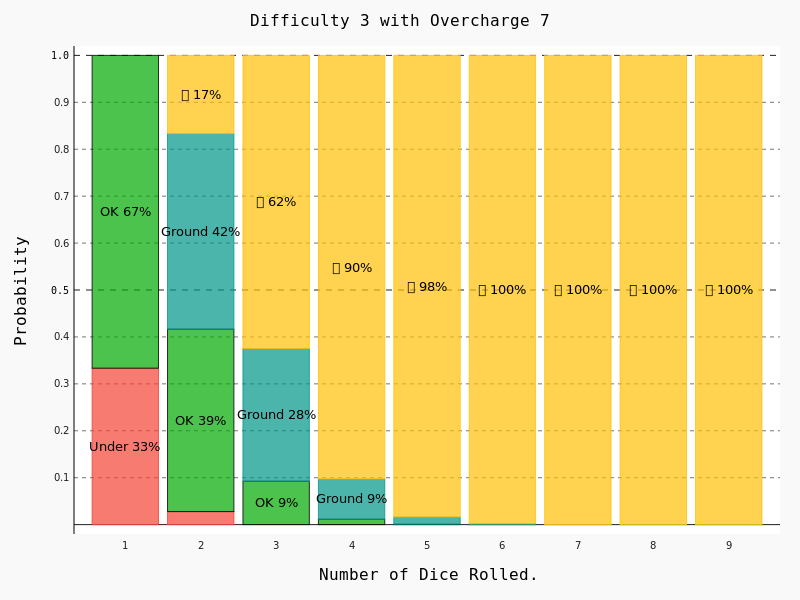 Difficulty 3 with Overcharge 7
Probability
1.0
0.9
0.8
0.7
0.6
0.5
0.4
0.3
0.2
0.1
OK 67%
Under 33%
17%
Ground 42%
OK 39%
62%
Ground 28%
OK 9%
90%
Ground 9%
98%
100%
100%
100%
100%
1 2 3 4 5 6 7 8 9
Number of Dice Rolled.